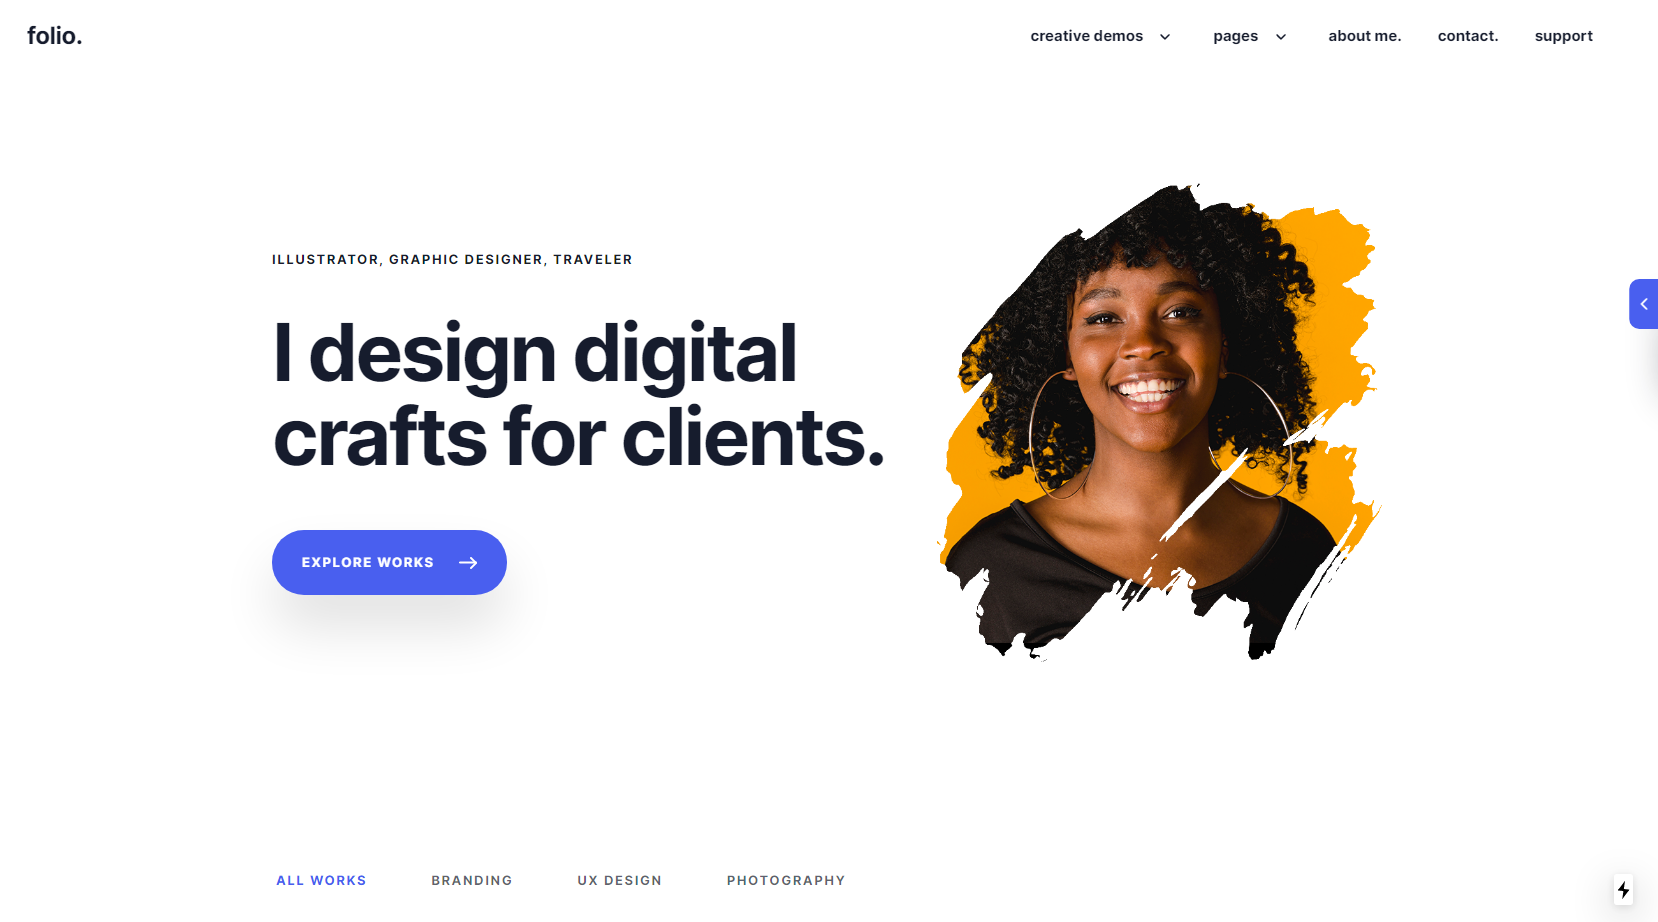 folio.
creative demos
pages
about me.
contact.
support
ILLUSTRATOR, GRAPHIC DESIGNER, TRAVELER
I design digital
crafts for clients.
EXPLORE WORKS
ALL WORKS
BRANDING
UX DESIGN
PHOTOGRAPHY